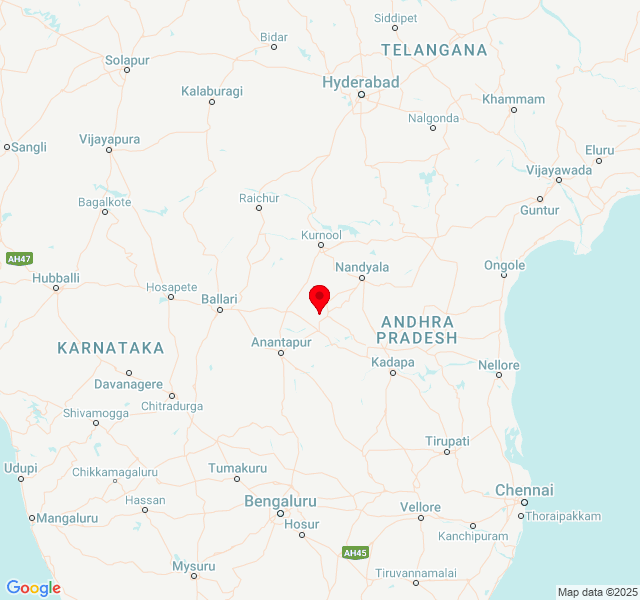 Siddipet
Bidar
TELANGANA
Solapur
Hyderabad
Kalaburagi
Khammam
Nalgonda
Vijayapura
Sangli
Eluru
Vijayawada
Raichur
Bagalkote
Guntur
Kurnool
AH47
Nandyala
Ongole
Hubballi
Hosapete
Ballari
ANDHRA
PRADESH
Anantapur
KARNATAKA
Kadapa
Nellore
Davanagere
Chitradurga
Shivamogga
Tirupati
Udupi
Chikkamagaluru
Tumakuru
Chennai
Hassan
Bengaluru
Vellore
Mangaluru
Thoraipakkam
Hosur
Kanchipuram
AH45
Mysuru
Tiruvannamalai
Google
Map data ©2025